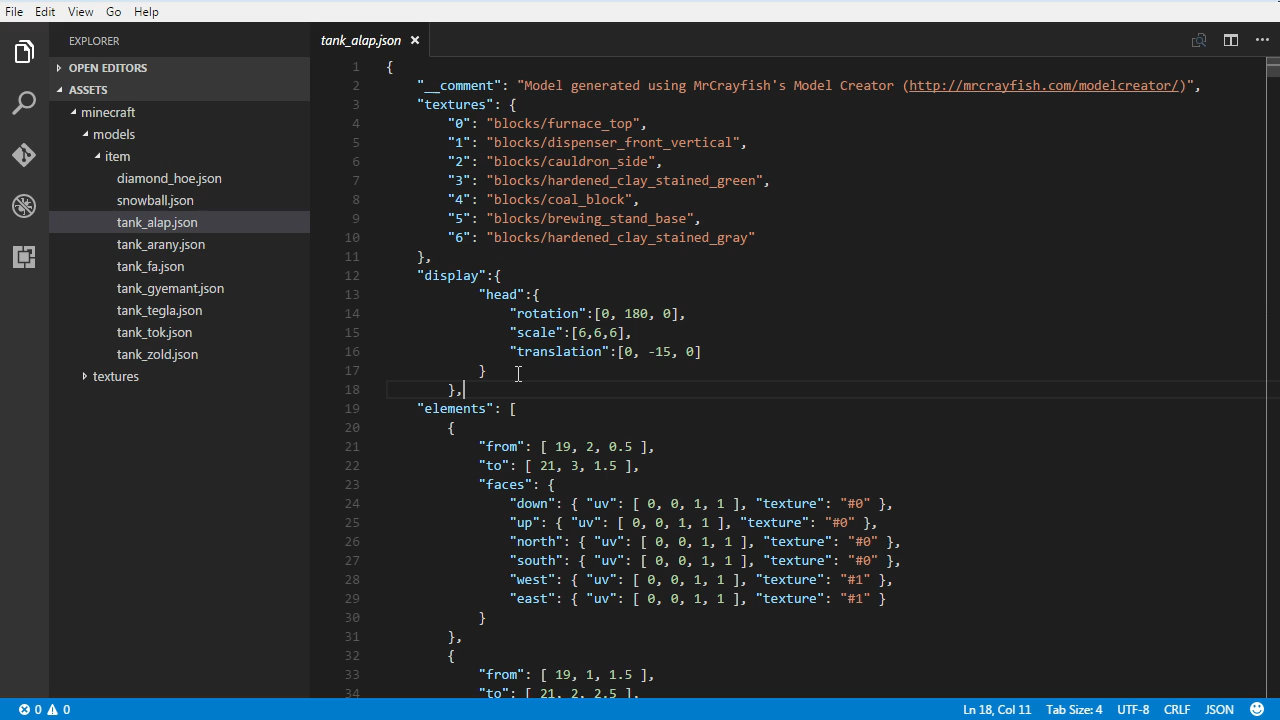 File Edit View Go Help
EXPLORER
OPEN EDITORS
ASSETS
minecraft
models
item
diamond_hoe.json
snowball.json
tank_alap.json
tank_arany.json
tank_fa.json
tank_gyemant.json
tank_tegla.json
tank_tok.json
tank_zold.json
textures
tank_alap.json
1 {
2 "__comment": "Model generated using MrCrayfish's Model Creator (http://mrcrayfish.com/modelcreator/)",
3 "textures": {
4 "0": "blocks/furnace_top",
5 "1": "blocks/dispenser_front_vertical",
6 "2": "blocks/cauldron_side",
7 "3": "blocks/hardened_clay_stained_green",
8 "4": "blocks/coal_block",
9 "5": "blocks/brewing_stand_base",
10 "6": "blocks/hardened_clay_stained_gray"
11 },
12 "display":{
13 "head":{
14 "rotation":[0, 180, 0],
15 "scale":[6,6,6],
16 "translation":[0, -15, 0]
17 }
18 },
19 "elements": [
20 {
21 "from": [ 19, 2, 0.5 ],
22 "to": [ 21, 3, 1.5 ],
23 "faces": {
24 "down": { "uv": [ 0, 0, 1, 1 ], "texture": "#0" },
25 "up": { "uv": [ 0, 0, 1, 1 ], "texture": "#0" },
26 "north": { "uv": [ 0, 0, 1, 1 ], "texture": "#0" },
27 "south": { "uv": [ 0, 0, 1, 1 ], "texture": "#0" },
28 "west": { "uv": [ 0, 0, 1, 1 ], "texture": "#1" },
29 "east": { "uv": [ 0, 0, 1, 1 ], "texture": "#1" }
30 }
31 },
32 {
33 "from": [ 19, 1, 1.5 ],
34 "to": [ 21, 2, 2.5 ],
0 0 Ln 18, Col 11 Tab Size: 4 UTF-8 CRLF JSON